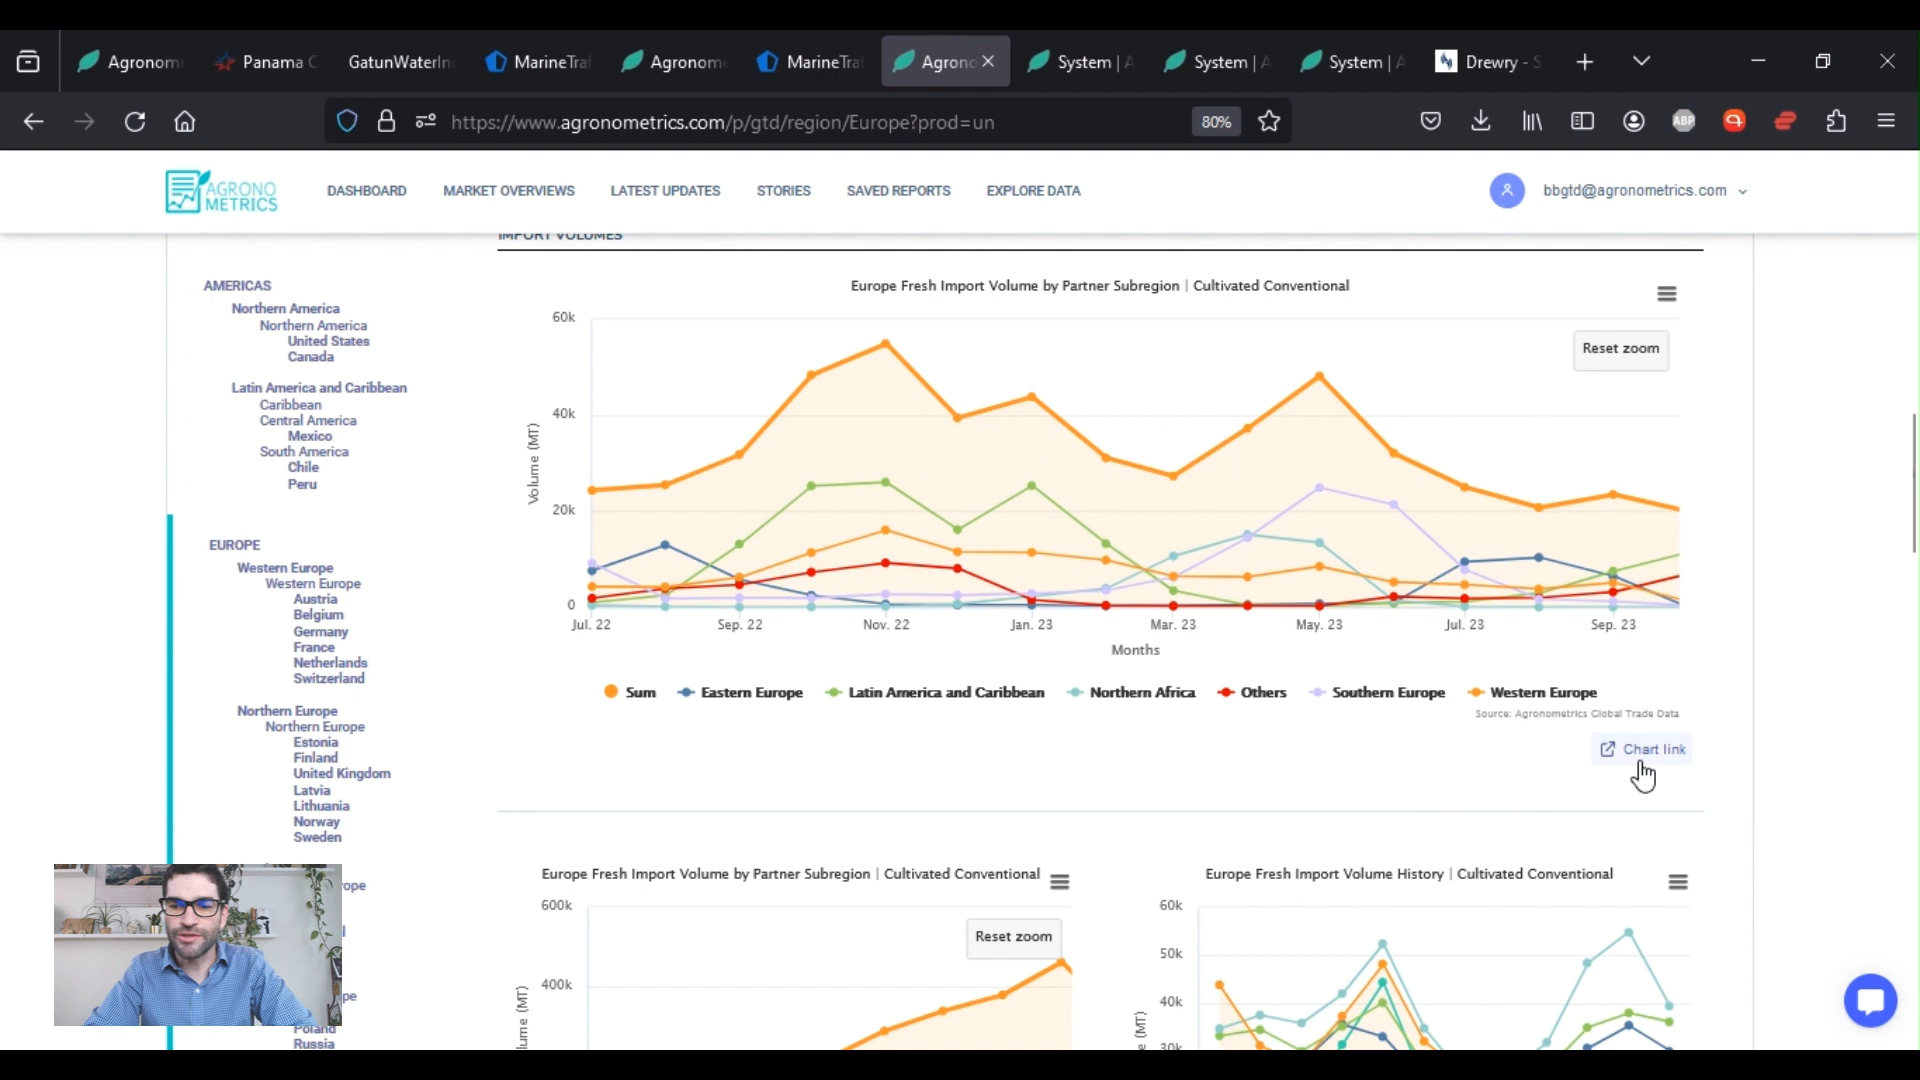 Agronom
Panama C
GatunWaterIn
MarineTra
Agronom
MarineTra
Agrono
System | A
System | A
System | A
Drewry - S
https://www.agronometrics.com/p/gtd/region/Europe?prod=un
80%
ABP
AGRONO
METRICS
DASHBOARD
MARKET OVERVIEWS
LATEST UPDATES
STORIES
SAVED REPORTS
EXPLORE DATA
bbgtd@agronometrics.com
IMPORT VOLUMES
AMERICAS
Northern America
Northern America
United States
Canada
Latin America and Caribbean
Caribbean
Central America
Mexico
South America
Chile
Peru
EUROPE
Western Europe
Western Europe
Austria
Belgium
Germany
France
Netherlands
Switzerland
Northern Europe
Northern Europe
Estonia
Finland
United Kingdom
Latvia
Lithuania
Norway
Sweden
Poland
Russia
Europe Fresh Import Volume by Partner Subregion | Cultivated Conventional
Reset zoom
60k
40k
20k
0
Volume (MT)
Jul. 22
Sep. 22
Nov. 22
Jan. 23
Mar. 23
May. 23
Jul. 23
Sep. 23
Months
Sum
Eastern Europe
Latin America and Caribbean
Northern Africa
Others
Southern Europe
Western Europe
Source: Agronometrics Global Trade Data
Chart link
Europe Fresh Import Volume by Partner Subregion | Cultivated Conventional
600k
Reset zoom
400k
olume (MT)
Europe Fresh Import Volume History | Cultivated Conventional
60k
50k
40k
30k
e (MT)